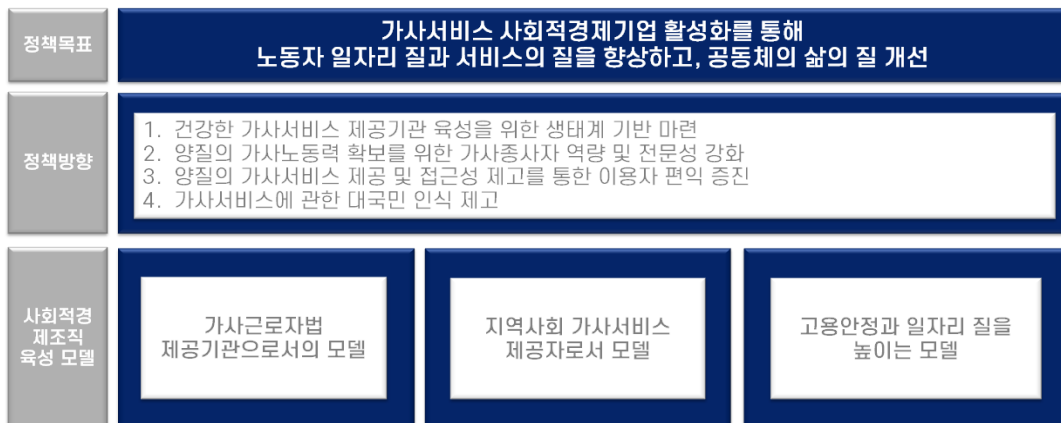 정책목표
가사서비스 사회적경제기업 활성화를 통해
노동자 일자리 질과 서비스의 질을 향상하고, 공동체의 삶의 질 개선
정책방향
1. 건강한 가사서비스 제공기관 육성을 위한 생태계 기반 마련
2. 양질의 가사노동력 확보를 위한 가사종사자 역량 및 전문성 강화
3. 양질의 가사서비스 제공 및 접근성 제고를 통한 이용자 편익 증진
4. 가사서비스에 관한 대국민 인식 제고
사회적경
제조직
육성 모델
가사근로자법
제공기관으로서의 모델
지역사회 가사서비스
제공자로서 모델
고용안정과 일자리 질을
높이는 모델